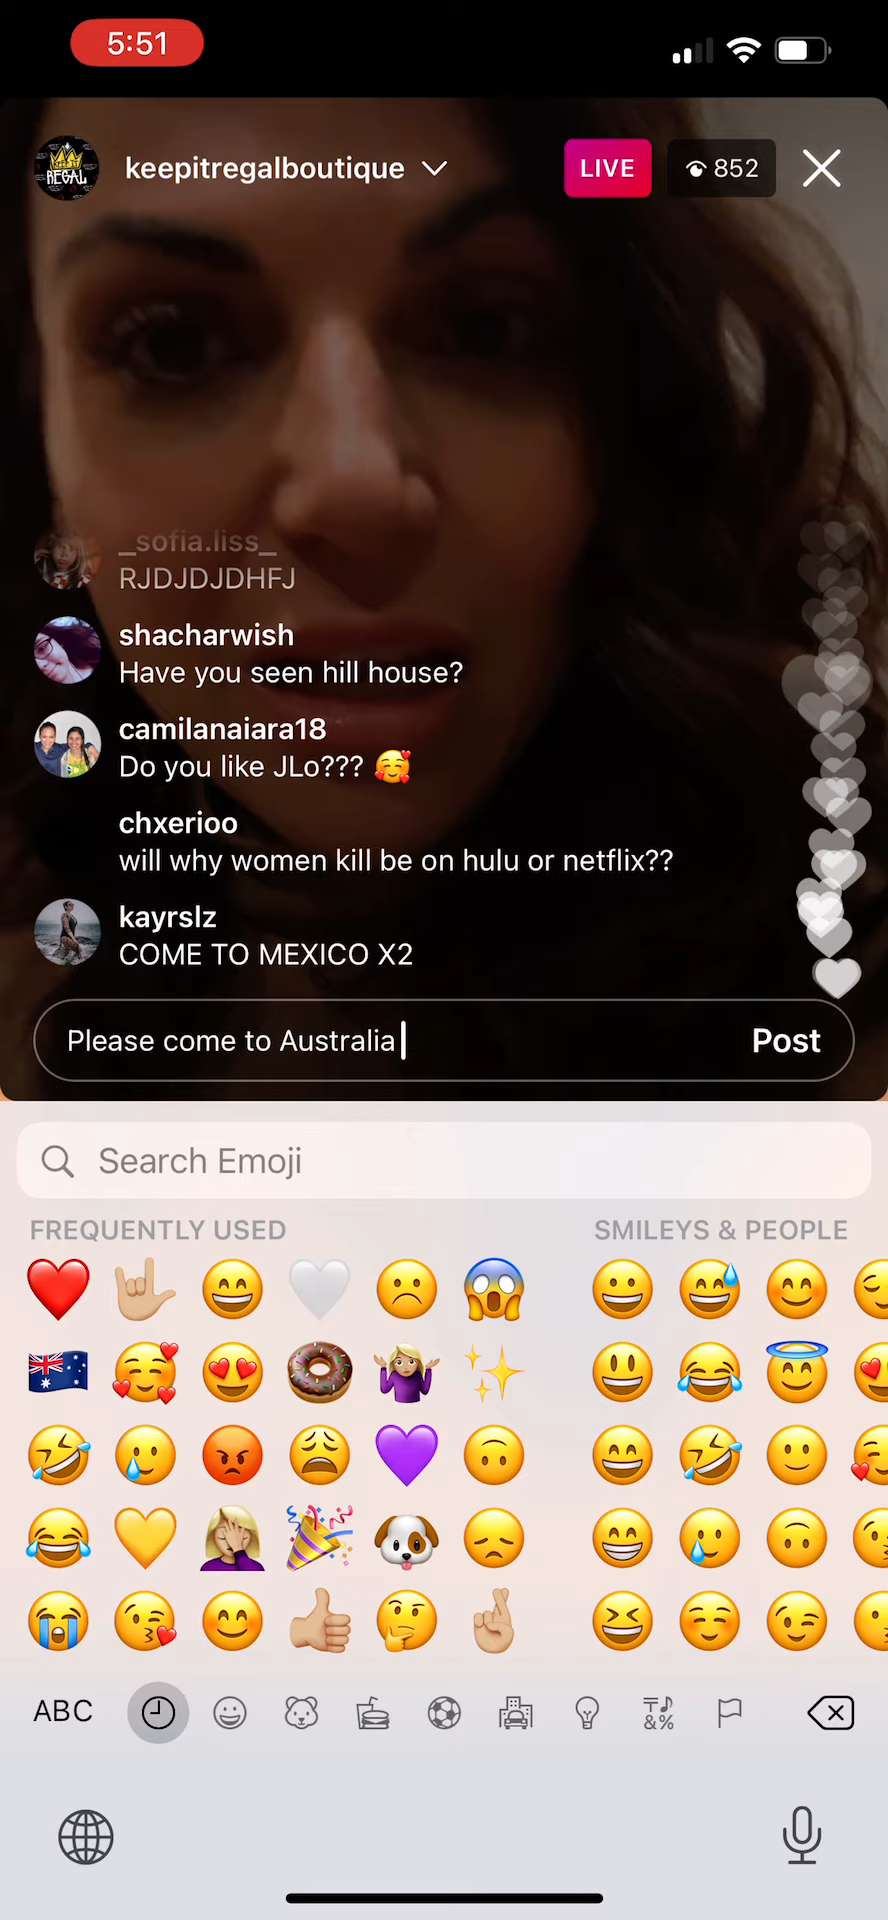 5:51
REGAL
keepitregalboutique
LIVE
852
_sofia.liss_
RJDJDJDHFJ
shacharwish
Have you seen hill house?
camilanaiara18
Do you like JLo??? 🥰
chxerioo
will why women kill be on hulu or netflix??
kayrslz
COME TO MEXICO X2
Please come to Australia
Post
Search Emoji
FREQUENTLY USED
SMILEYS & PEOPLE
ABC